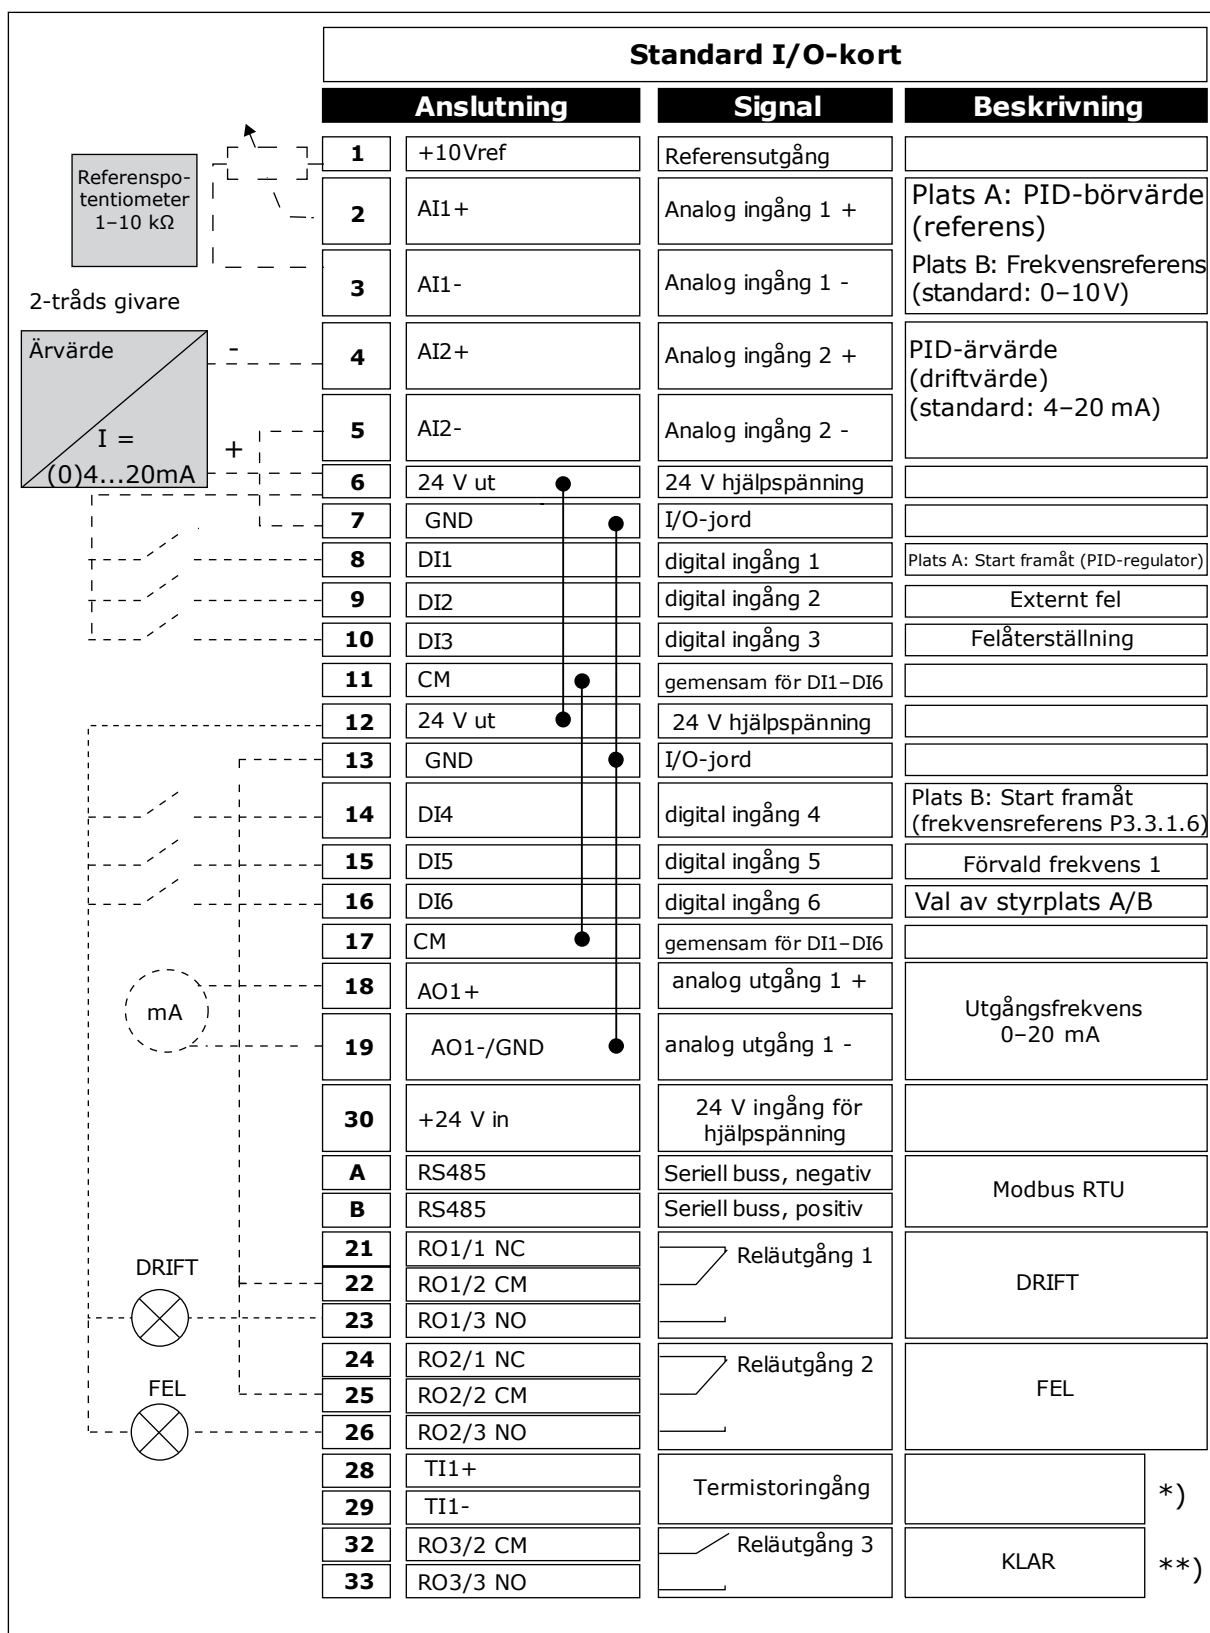 Standard I/O-kort
Anslutning Signal Beskrivning
Referenspo-
tentiometer
1–10 kΩ
1 +10Vref Referensutgång
2 AI1+ Analog ingång 1 + Plats A: PID-börvärde
(referens)
3 AI1- Analog ingång 1 - Plats B: Frekvensreferens
(standard: 0–10 V)
2-tråds givare
Ärvärde
I =
(0)4...20mA
-
+
4 AI2+ Analog ingång 2 + PID-ärvärde
(driftvärde)
(standard: 4–20 mA)
5 AI2- Analog ingång 2 -
6 24 V ut 24 V hjälpspänning
7 GND I/O-jord
8 DI1 digital ingång 1 Plats A: Start framåt (PID-regulator)
9 DI2 digital ingång 2 Externt fel
10 DI3 digital ingång 3 Felåterställning
11 CM gemensam för DI1–DI6
12 24 V ut 24 V hjälpspänning
13 GND I/O-jord
14 DI4 digital ingång 4 Plats B: Start framåt
(frekvensreferens P3.3.1.6)
15 DI5 digital ingång 5 Förvald frekvens 1
16 DI6 digital ingång 6 Val av styrplats A/B
17 CM gemensam för DI1–DI6
mA
18 AO1+ analog utgång 1 + Utgångsfrekvens
0–20 mA
19 AO1-/GND analog utgång 1 -
30 +24 V in 24 V ingång för
hjälpspänning
A RS485 Seriell buss, negativ Modbus RTU
B RS485 Seriell buss, positiv
21 RO1/1 NC Reläutgång 1
DRIFT 22 RO1/2 CM DRIFT
23 RO1/3 NO
24 RO2/1 NC Reläutgång 2
FEL 25 RO2/2 CM FEL
26 RO2/3 NO
28 TI1+ Termistoringång *)
29 TI1-
32 RO3/2 CM Reläutgång 3 KLAR **)
33 RO3/3 NO